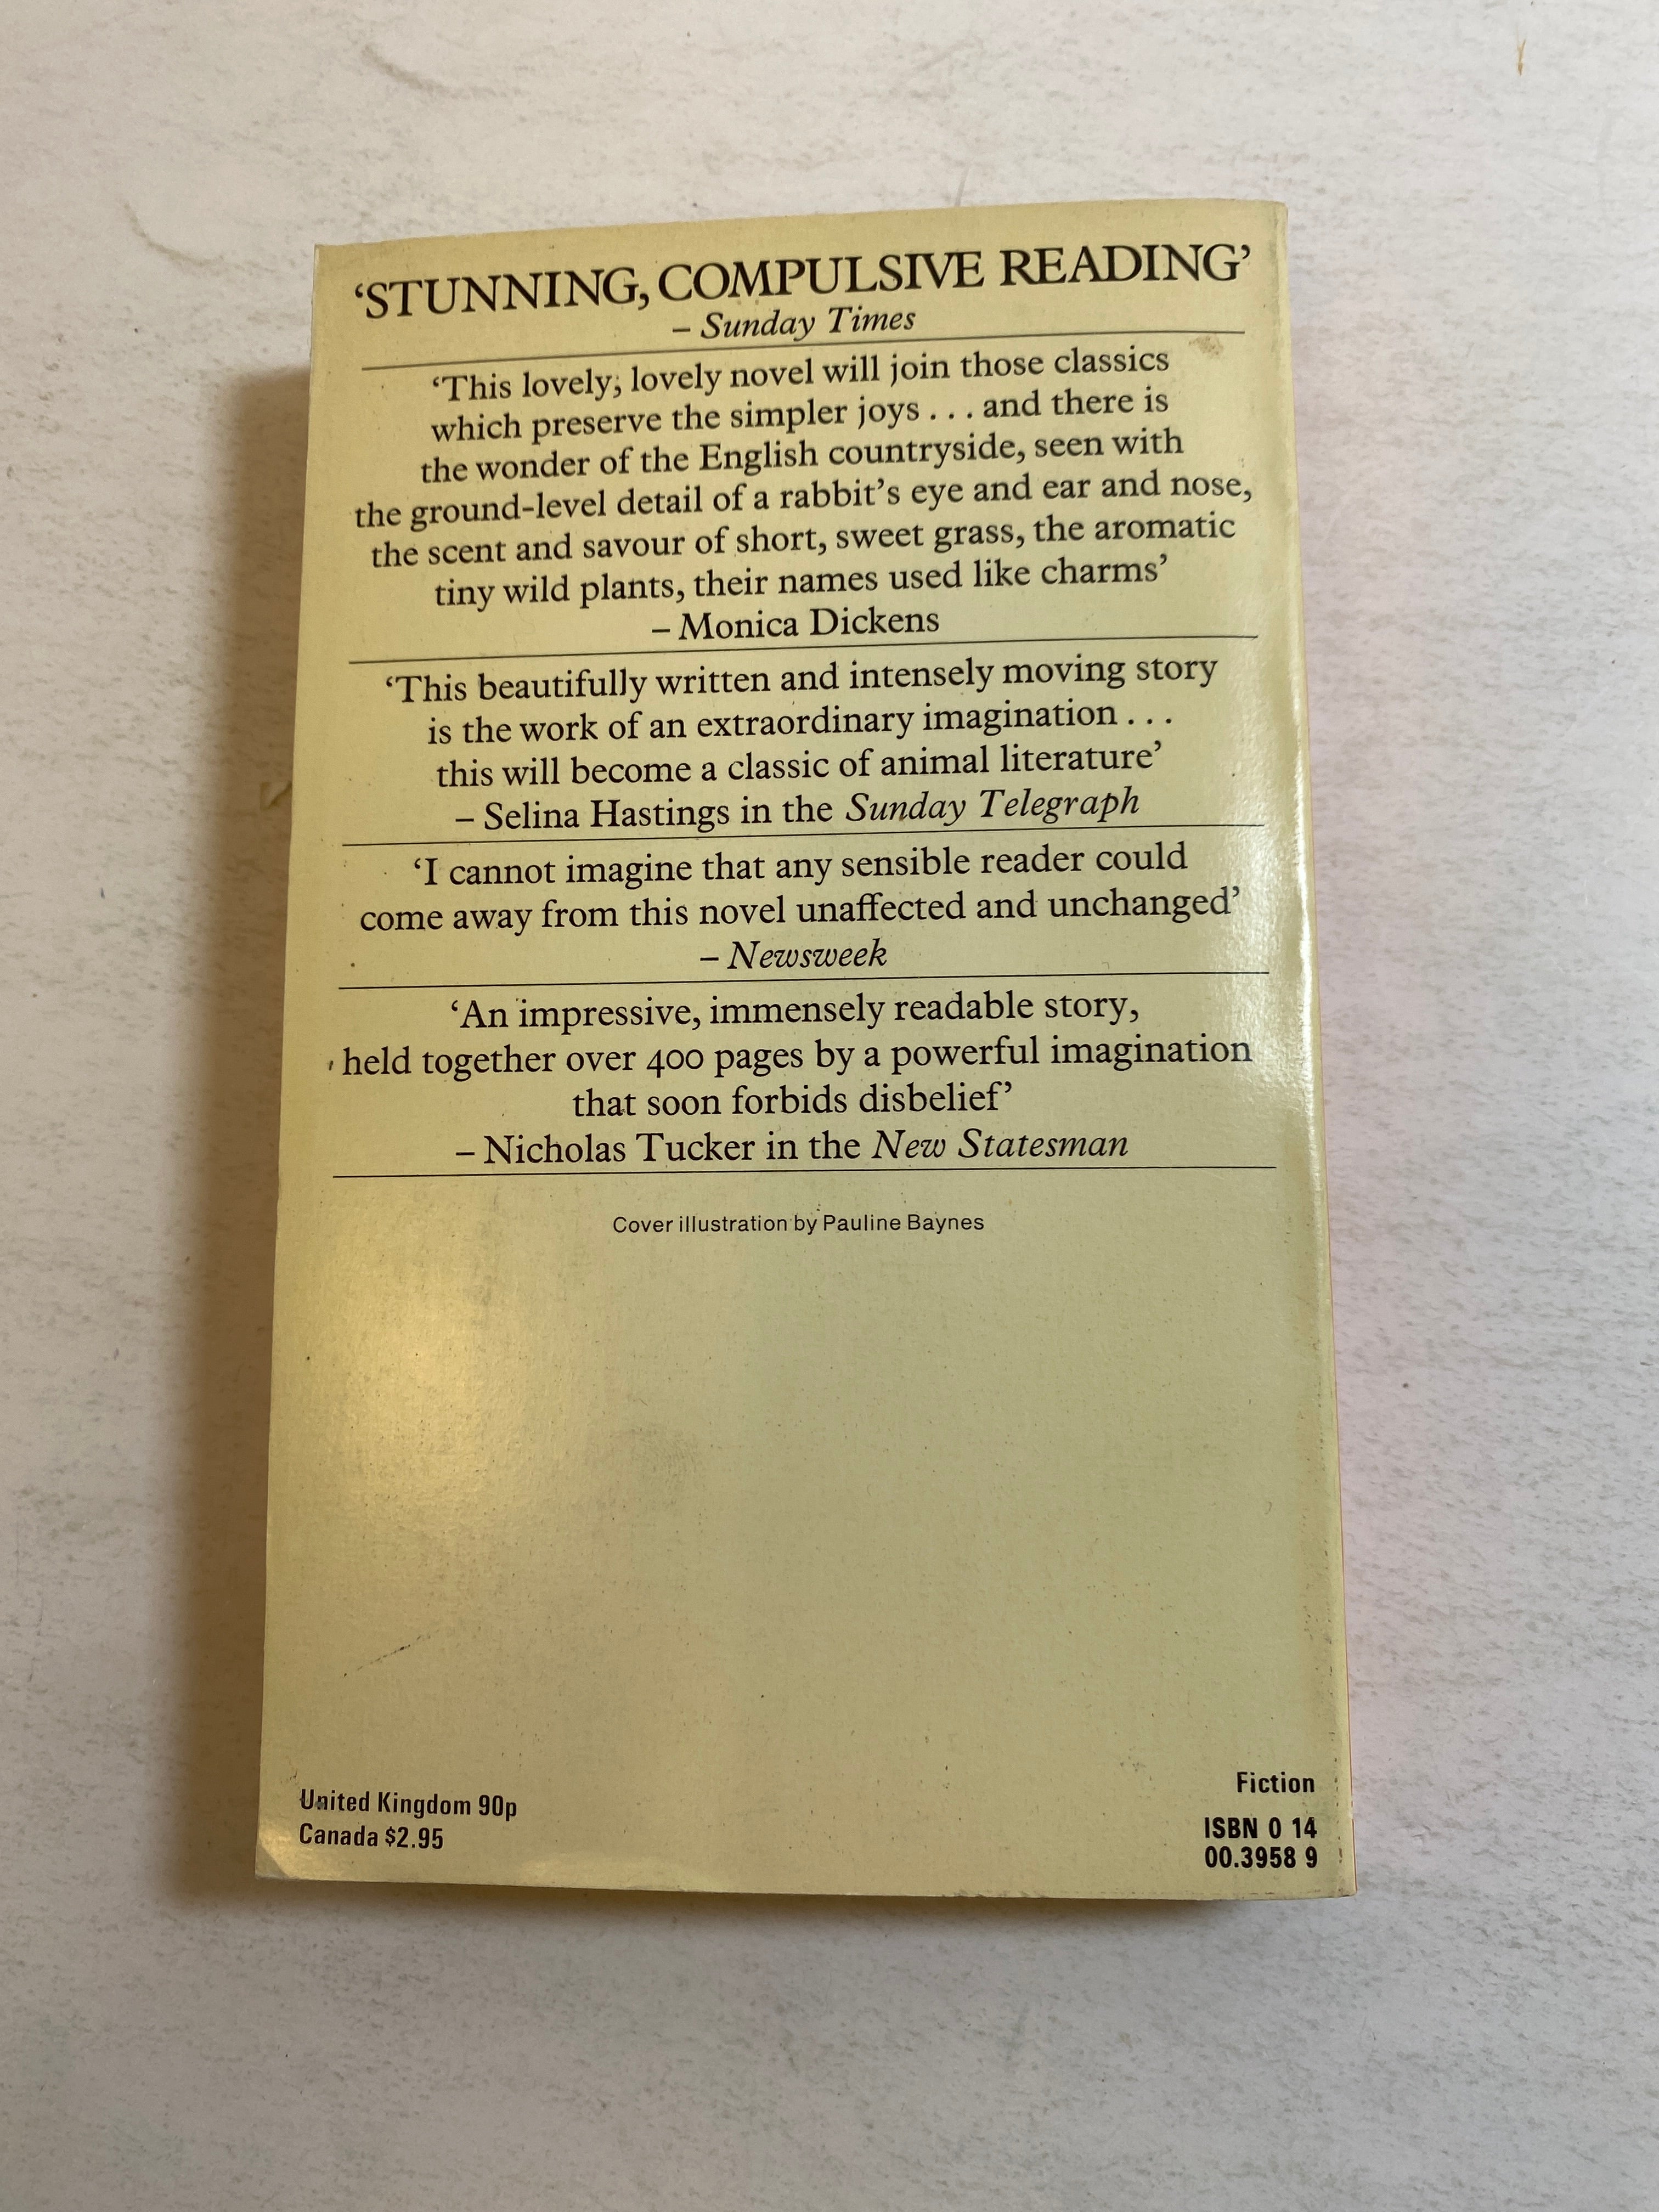 ‘STUNNING, COMPULSIVE READING’
– Sunday Times
‘This lovely, lovely novel will join those classics
which preserve the simpler joys . . . and there is
the wonder of the English countryside, seen with
the ground-level detail of a rabbit’s eye and ear and nose,
the scent and savour of short, sweet grass, the aromatic
tiny wild plants, their names used like charms’
– Monica Dickens
‘This beautifully written and intensely moving story
is the work of an extraordinary imagination . . .
this will become a classic of animal literature’
– Selina Hastings in the Sunday Telegraph
‘I cannot imagine that any sensible reader could
come away from this novel unaffected and unchanged’
– Newsweek
‘An impressive, immensely readable story,
held together over 400 pages by a powerful imagination
that soon forbids disbelief’
– Nicholas Tucker in the New Statesman
Cover illustration by Pauline Baynes
United Kingdom 90p
Canada $2.95
Fiction
ISBN 0 14
00.3958 9